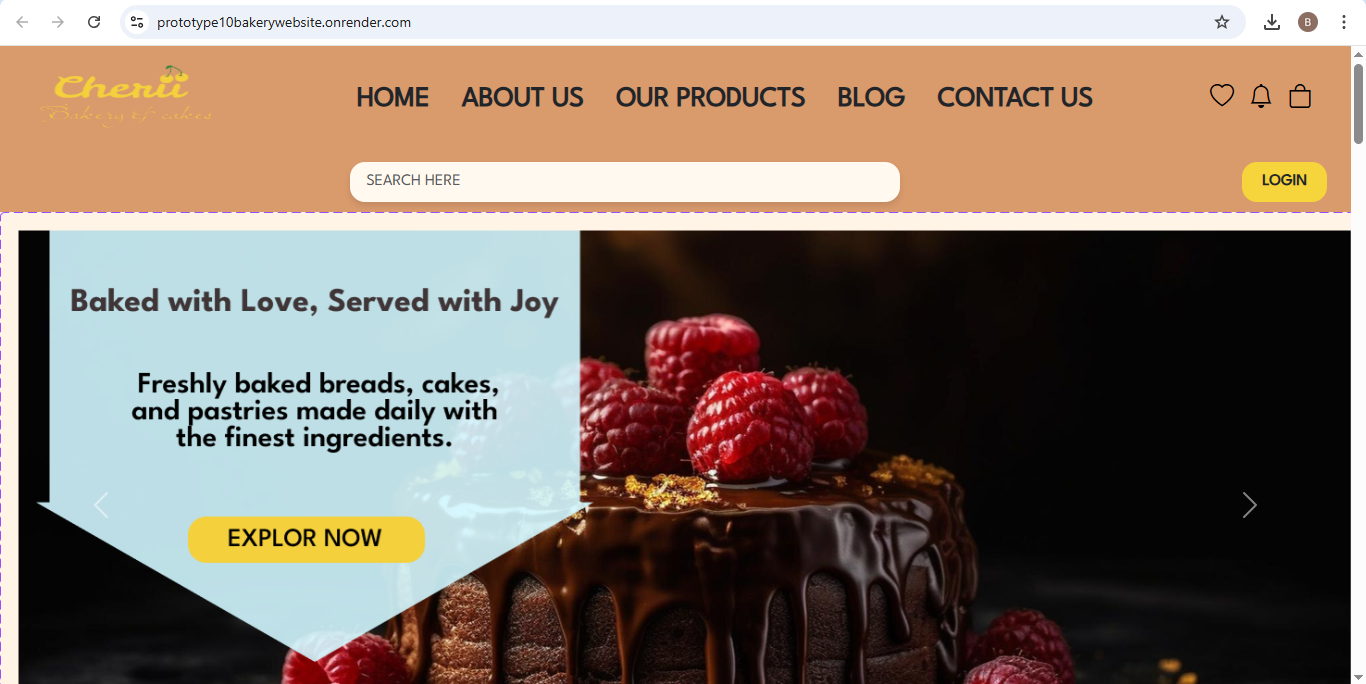 prototype10bakerywebsite.onrender.com
B
Cherii
Bakery & cakes
HOME ABOUT US OUR PRODUCTS BLOG CONTACT US
SEARCH HERE
LOGIN
Baked with Love, Served with Joy
Freshly baked breads, cakes,
and pastries made daily with
the finest ingredients.
EXPLOR NOW